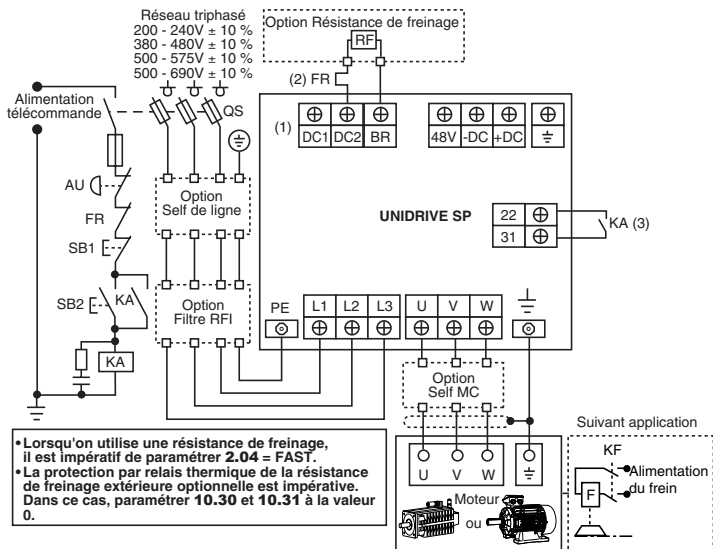 Réseau triphasé
200 - 240V ± 10 %
380 - 480V ± 10 %
500 - 575V ± 10 %
500 - 690V ± 10 %
Option Résistance de freinage
RF
(2) FR
Alimentation
télécommande
QS
(1)
DC1 DC2 BR
48V -DC +DC
AU
Option
Self de ligne
UNIDRIVE SP
22
31
KA (3)
FR
SB1
SB2
KA
Option
Filtre RFI
PE
L1 L2 L3
U V W
KA
Option
Self MC
Suivant application
• Lorsqu'on utilise une résistance de freinage,
il est impératif de paramétrer 2.04 = FAST.
• La protection par relais thermique de la résistance
de freinage extérieure optionnelle est impérative.
Dans ce cas, paramétrer 10.30 et 10.31 à la valeur
0.
U V W
Moteur
ou
KF
Alimentation
du frein
F